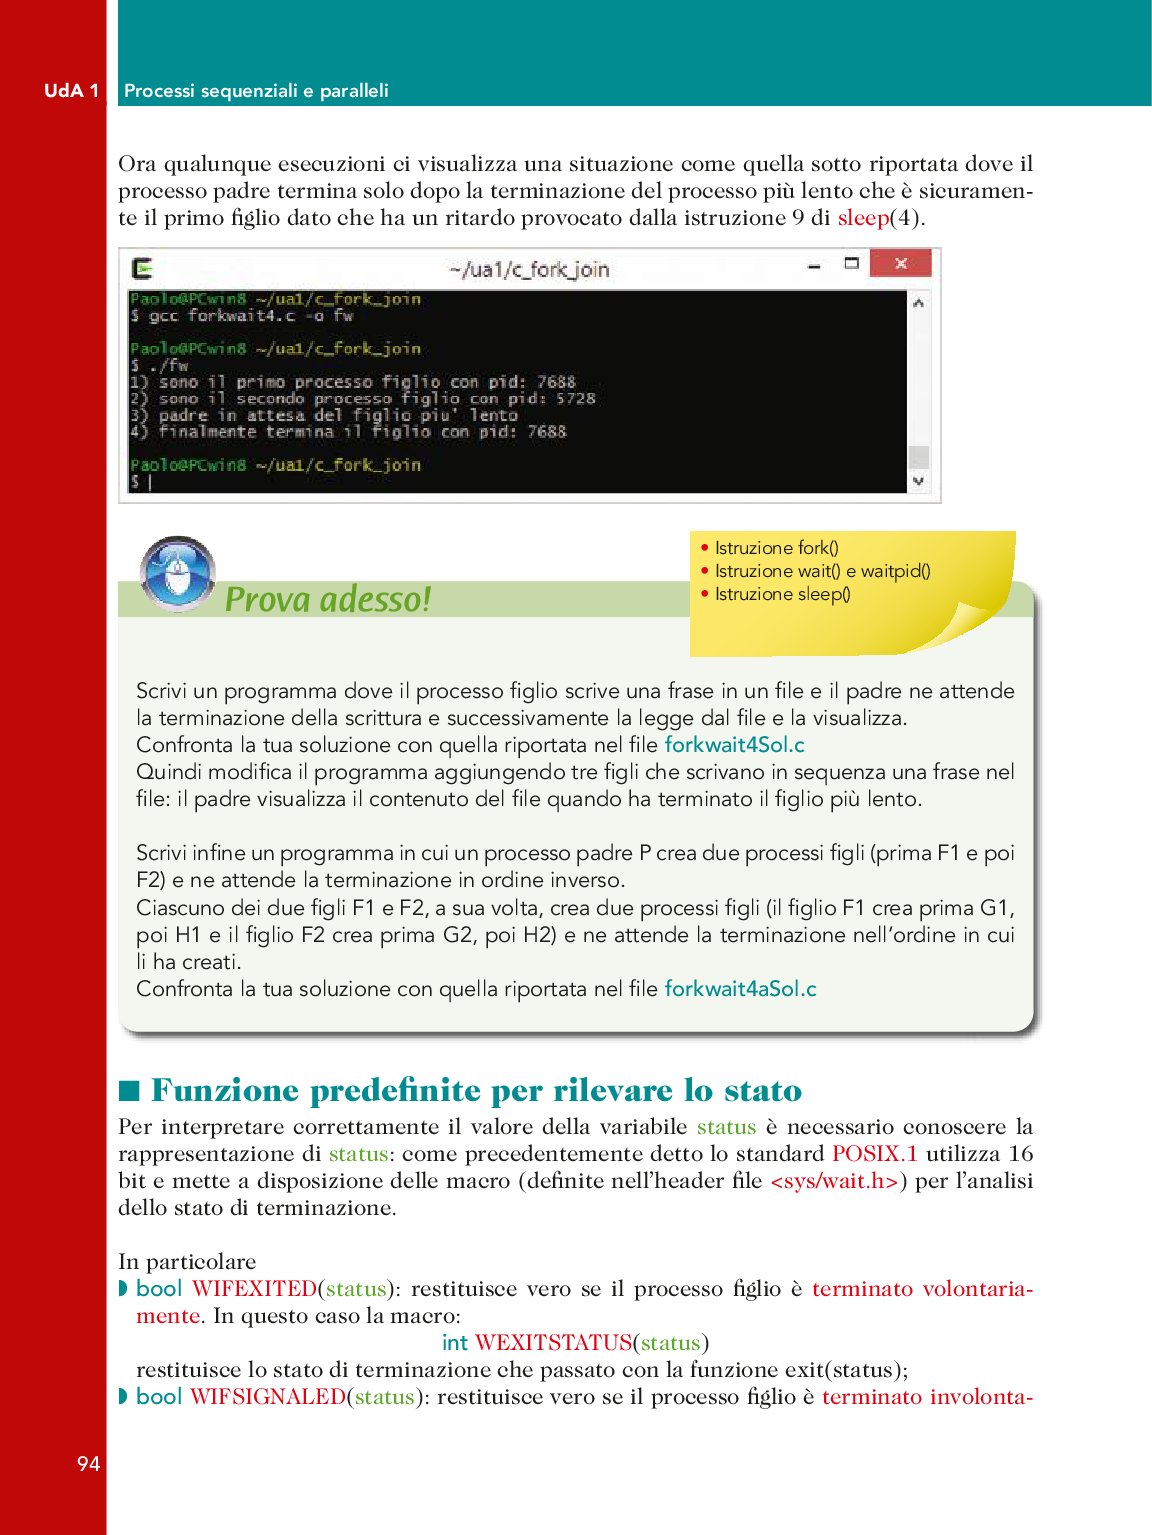 UdA 1 Processi sequenziali e paralleli
Ora qualunque esecuzioni ci visualizza una situazione come quella sotto riportata dove il
processo padre termina solo dopo la terminazione del processo più lento che è sicuramen-
te il primo figlio dato che ha un ritardo provocato dalla istruzione 9 di sleep(4).
~/ua1/c_fork_join
Paolo@PCwin8 ~/ua1/c_fork_join
$ gcc forkwait4.c -o fw
Paolo@PCwin8 ~/ua1/c_fork_join
$ ./fw
1) sono il primo processo figlio con pid: 7688
2) sono il secondo processo figlio con pid: 5728
3) padre in attesa del figlio piu' lento
4) finalmente termina il figlio con pid: 7688
Paolo@PCwin8 ~/ua1/c_fork_join
$
Prova adesso!
• Istruzione fork()
• Istruzione wait() e waitpid()
• Istruzione sleep()
Scrivi un programma dove il processo figlio scrive una frase in un file e il padre ne attende
la terminazione della scrittura e successivamente la legge dal file e la visualizza.
Confronta la tua soluzione con quella riportata nel file forkwait4Sol.c
Quindi modifica il programma aggiungendo tre figli che scrivano in sequenza una frase nel
file: il padre visualizza il contenuto del file quando ha terminato il figlio più lento.
Scrivi infine un programma in cui un processo padre P crea due processi figli (prima F1 e poi
F2) e ne attende la terminazione in ordine inverso.
Ciascuno dei due figli F1 e F2, a sua volta, crea due processi figli (il figlio F1 crea prima G1,
poi H1 e il figlio F2 crea prima G2, poi H2) e ne attende la terminazione nell'ordine in cui
li ha creati.
Confronta la tua soluzione con quella riportata nel file forkwait4aSol.c
■ Funzione predefinite per rilevare lo stato
Per interpretare correttamente il valore della variabile status è necessario conoscere la
rappresentazione di status: come precedentemente detto lo standard POSIX.1 utilizza 16
bit e mette a disposizione delle macro (definite nell'header file <sys/wait.h>) per l'analisi
dello stato di terminazione.
In particolare
◗ bool WIFEXITED(status): restituisce vero se il processo figlio è terminato volontaria-
mente. In questo caso la macro:
int WEXITSTATUS(status)
restituisce lo stato di terminazione che passato con la funzione exit(status);
◗ bool WIFSIGNALED(status): restituisce vero se il processo figlio è terminato involonta-
94